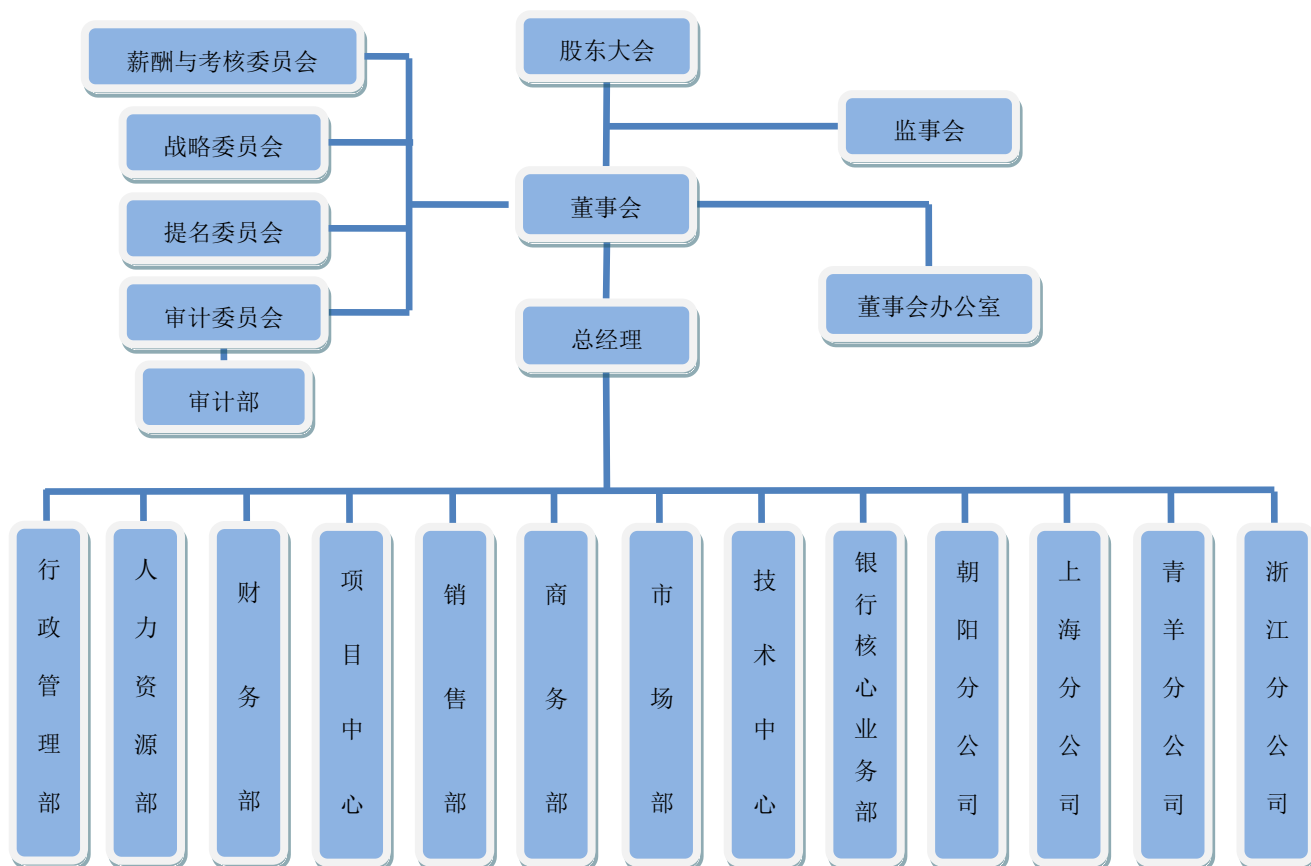 薪酬与考核委员会
股东大会
战略委员会
监事会
提名委员会
董事会
审计委员会
董事会办公室
总经理
审计部
行政管理部
人力资源部
财务部
项目中心
销售部
商务部
市场部
技术中心
银行核心业务部
朝阳分公司
上海分公司
青羊分公司
浙江分公司